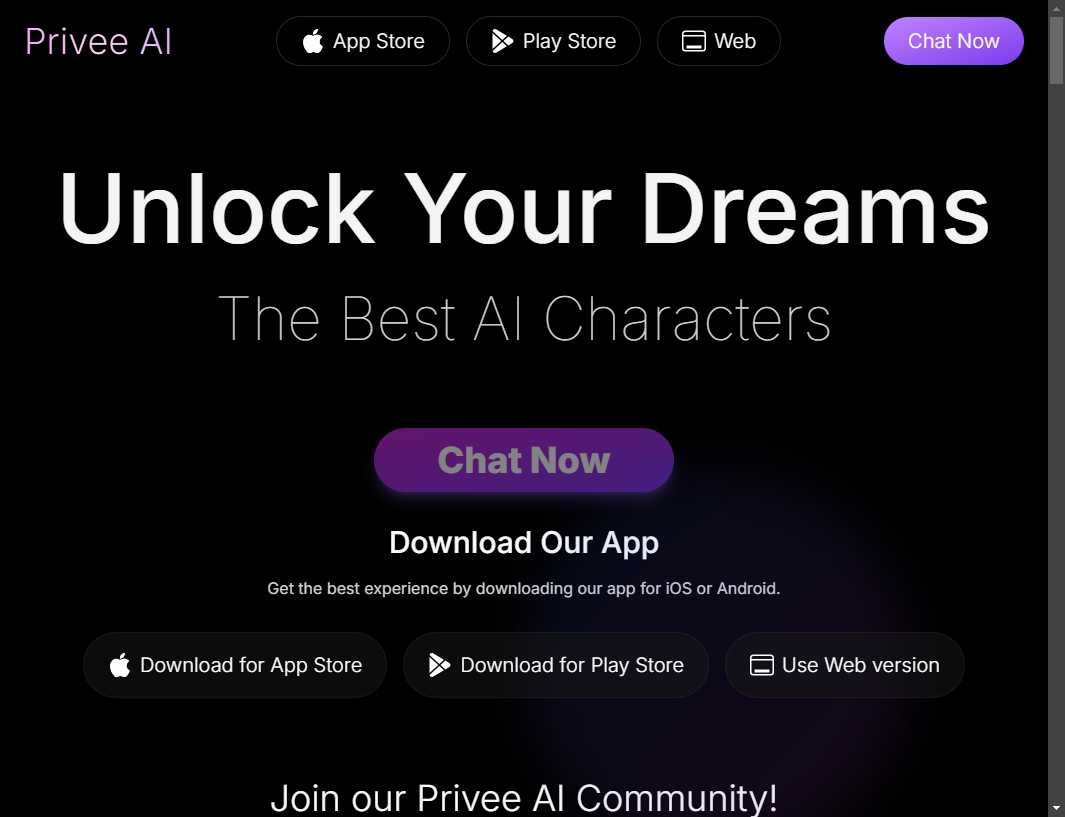 Privee AI
App Store
Play Store
Web
Chat Now
Unlock Your Dreams
The Best AI Characters
Chat Now
Download Our App
Get the best experience by downloading our app for iOS or Android.
Download for App Store
Download for Play Store
Use Web version
Join our Privee AI Community!